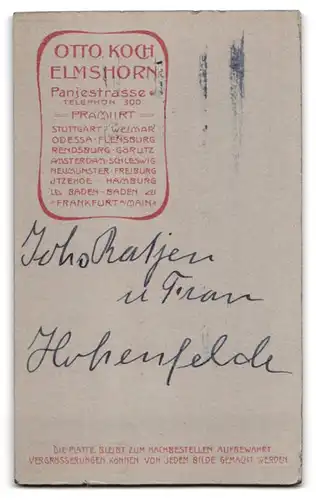 OTTO KOCH
ELMSHORN
Panjestrasse
TELEPHON 300
PRÄMIIRT
STUTTGART · WEIMAR
ODESSA · FLENSBURG
RENDSBURG · GÖRLITZ
AMSTERDAM · SCHLESWIG
NEUMÜNSTER · FREIBURG
ITZEHOE · HAMBURG
BADEN-BADEN
FRANKFURT A/MAIN
Johs Ratjen
u Frau
Hohenfelde
DIE PLATTE BLEIBT ZUM NACHBESTELLEN AUFBEWAHRT
VERGRÖSSERUNGEN KÖNNEN VON JEDEM BILDE GEMACHT WERDEN